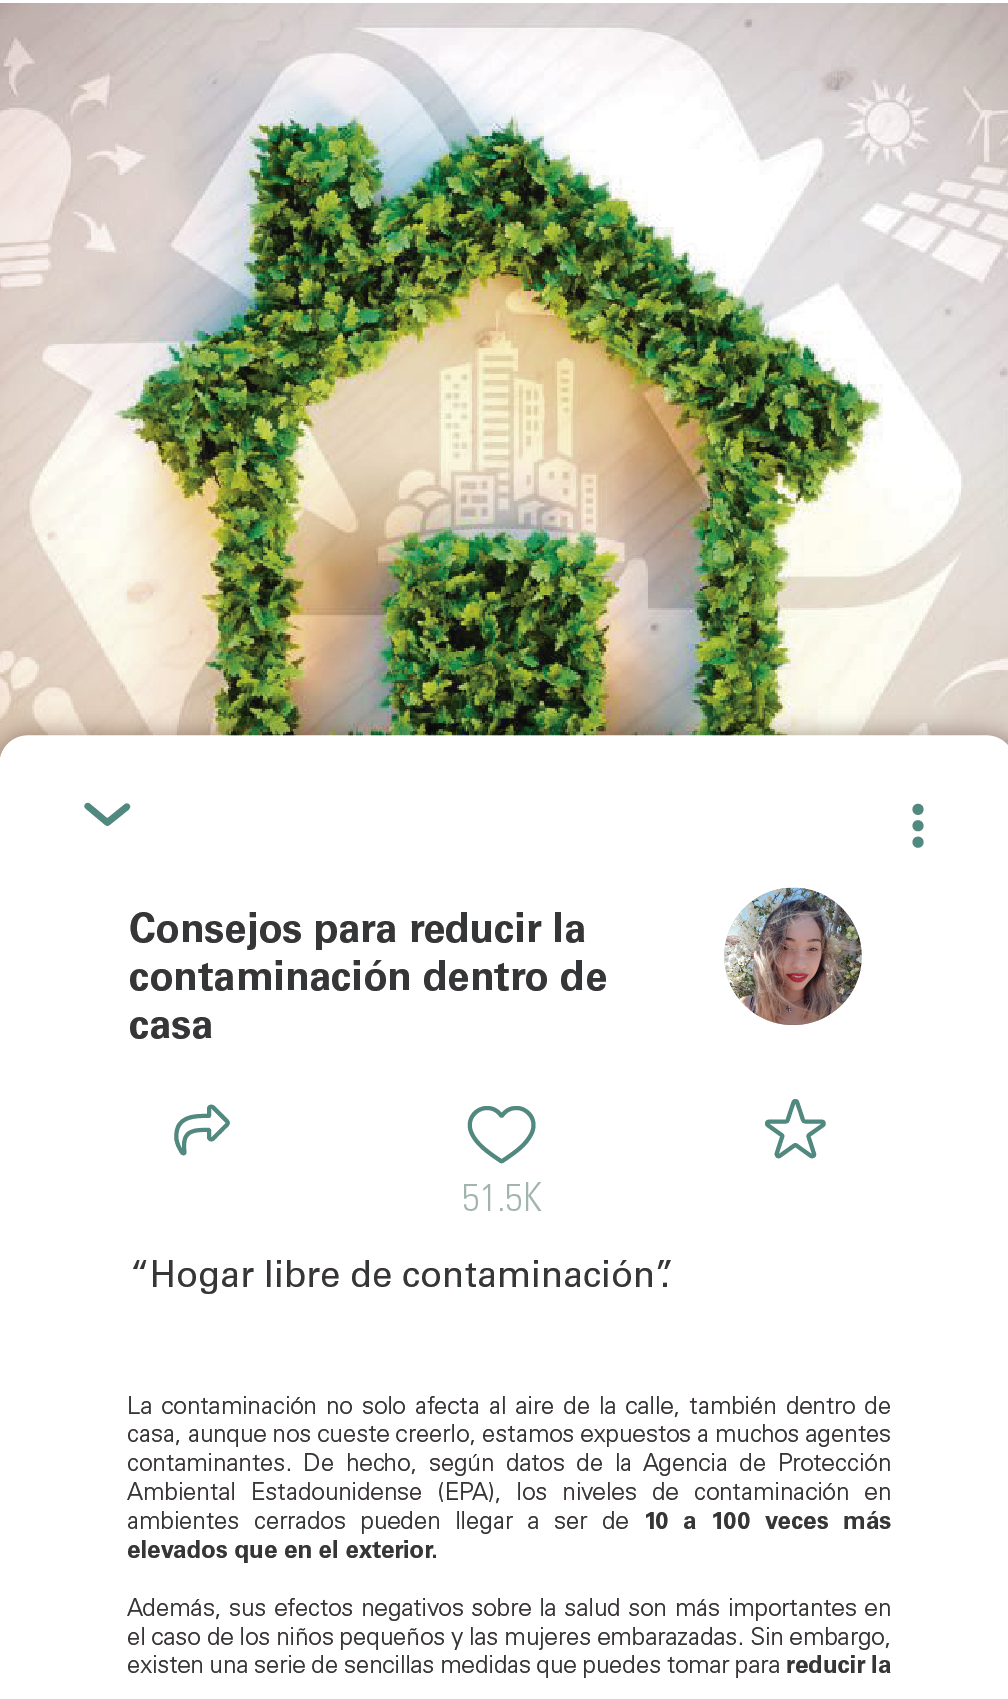 Consejos para reducir la
contaminación dentro de
casa
51.5K
“Hogar libre de contaminación”.
La contaminación no solo afecta al aire de la calle, también dentro de
casa, aunque nos cueste creerlo, estamos expuestos a muchos agentes
contaminantes. De hecho, según datos de la Agencia de Protección
Ambiental Estadounidense (EPA), los niveles de contaminación en
ambientes cerrados pueden llegar a ser de 10 a 100 veces más
elevados que en el exterior.
Además, sus efectos negativos sobre la salud son más importantes en
el caso de los niños pequeños y las mujeres embarazadas. Sin embargo,
existen una serie de sencillas medidas que puedes tomar para reducir la